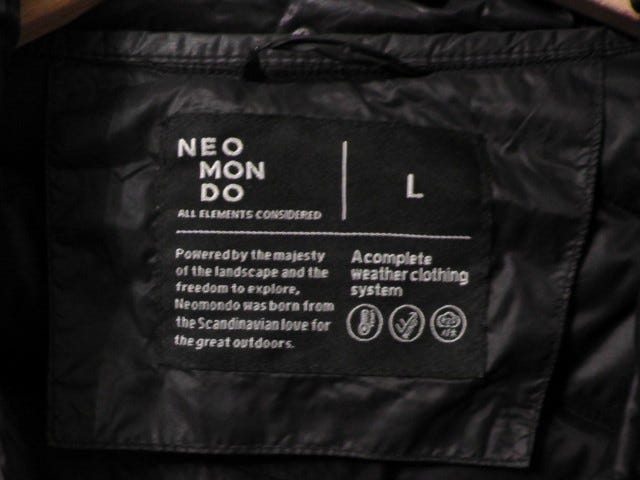 NEO
MON
DO
ALL ELEMENTS CONSIDERED
L
Powered by the majesty
of the landscape and the
freedom to explore,
Neomondo was born from
the Scandinavian love for
the great outdoors.
A complete
weather clothing
system